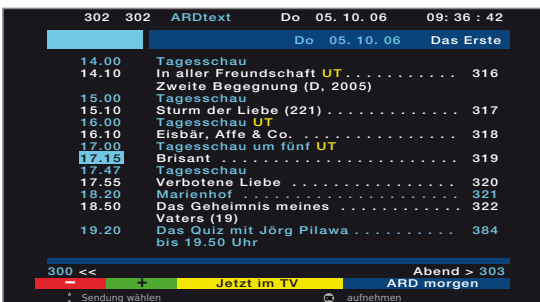 302 302 ARDtext Do 05. 10. 06 09: 36 : 42
Do 05. 10. 06 Das Erste
14.00 Tagesschau
14.10 In aller Freundschaft UT . . . . . . . . . . . 316
Zweite Begegnung (D, 2005)
15.00 Tagesschau
15.10 Sturm der Liebe (221) . . . . . . . . . . . . . 317
16.00 Tagesschau UT
16.10 Eisbär, Affe & Co. . . . . . . . . . . . . . . . . 318
17.00 Tagesschau um fünf UT
17.15 Brisant . . . . . . . . . . . . . . . . . . . . . . . . 319
17.47 Tagesschau
17.55 Verbotene Liebe . . . . . . . . . . . . . . . . . 320
18.20 Marienhof . . . . . . . . . . . . . . . . . . . . . . 321
18.50 Das Geheimnis meines . . . . . . . . . . . . 322
Vaters (19)
19.20 Das Quiz mit Jörg Pilawa . . . . . . . . . . 384
bis 19.50 Uhr
300 << Abend > 303
− + Jetzt im TV ARD morgen
Sendung wählen OK aufnehmen